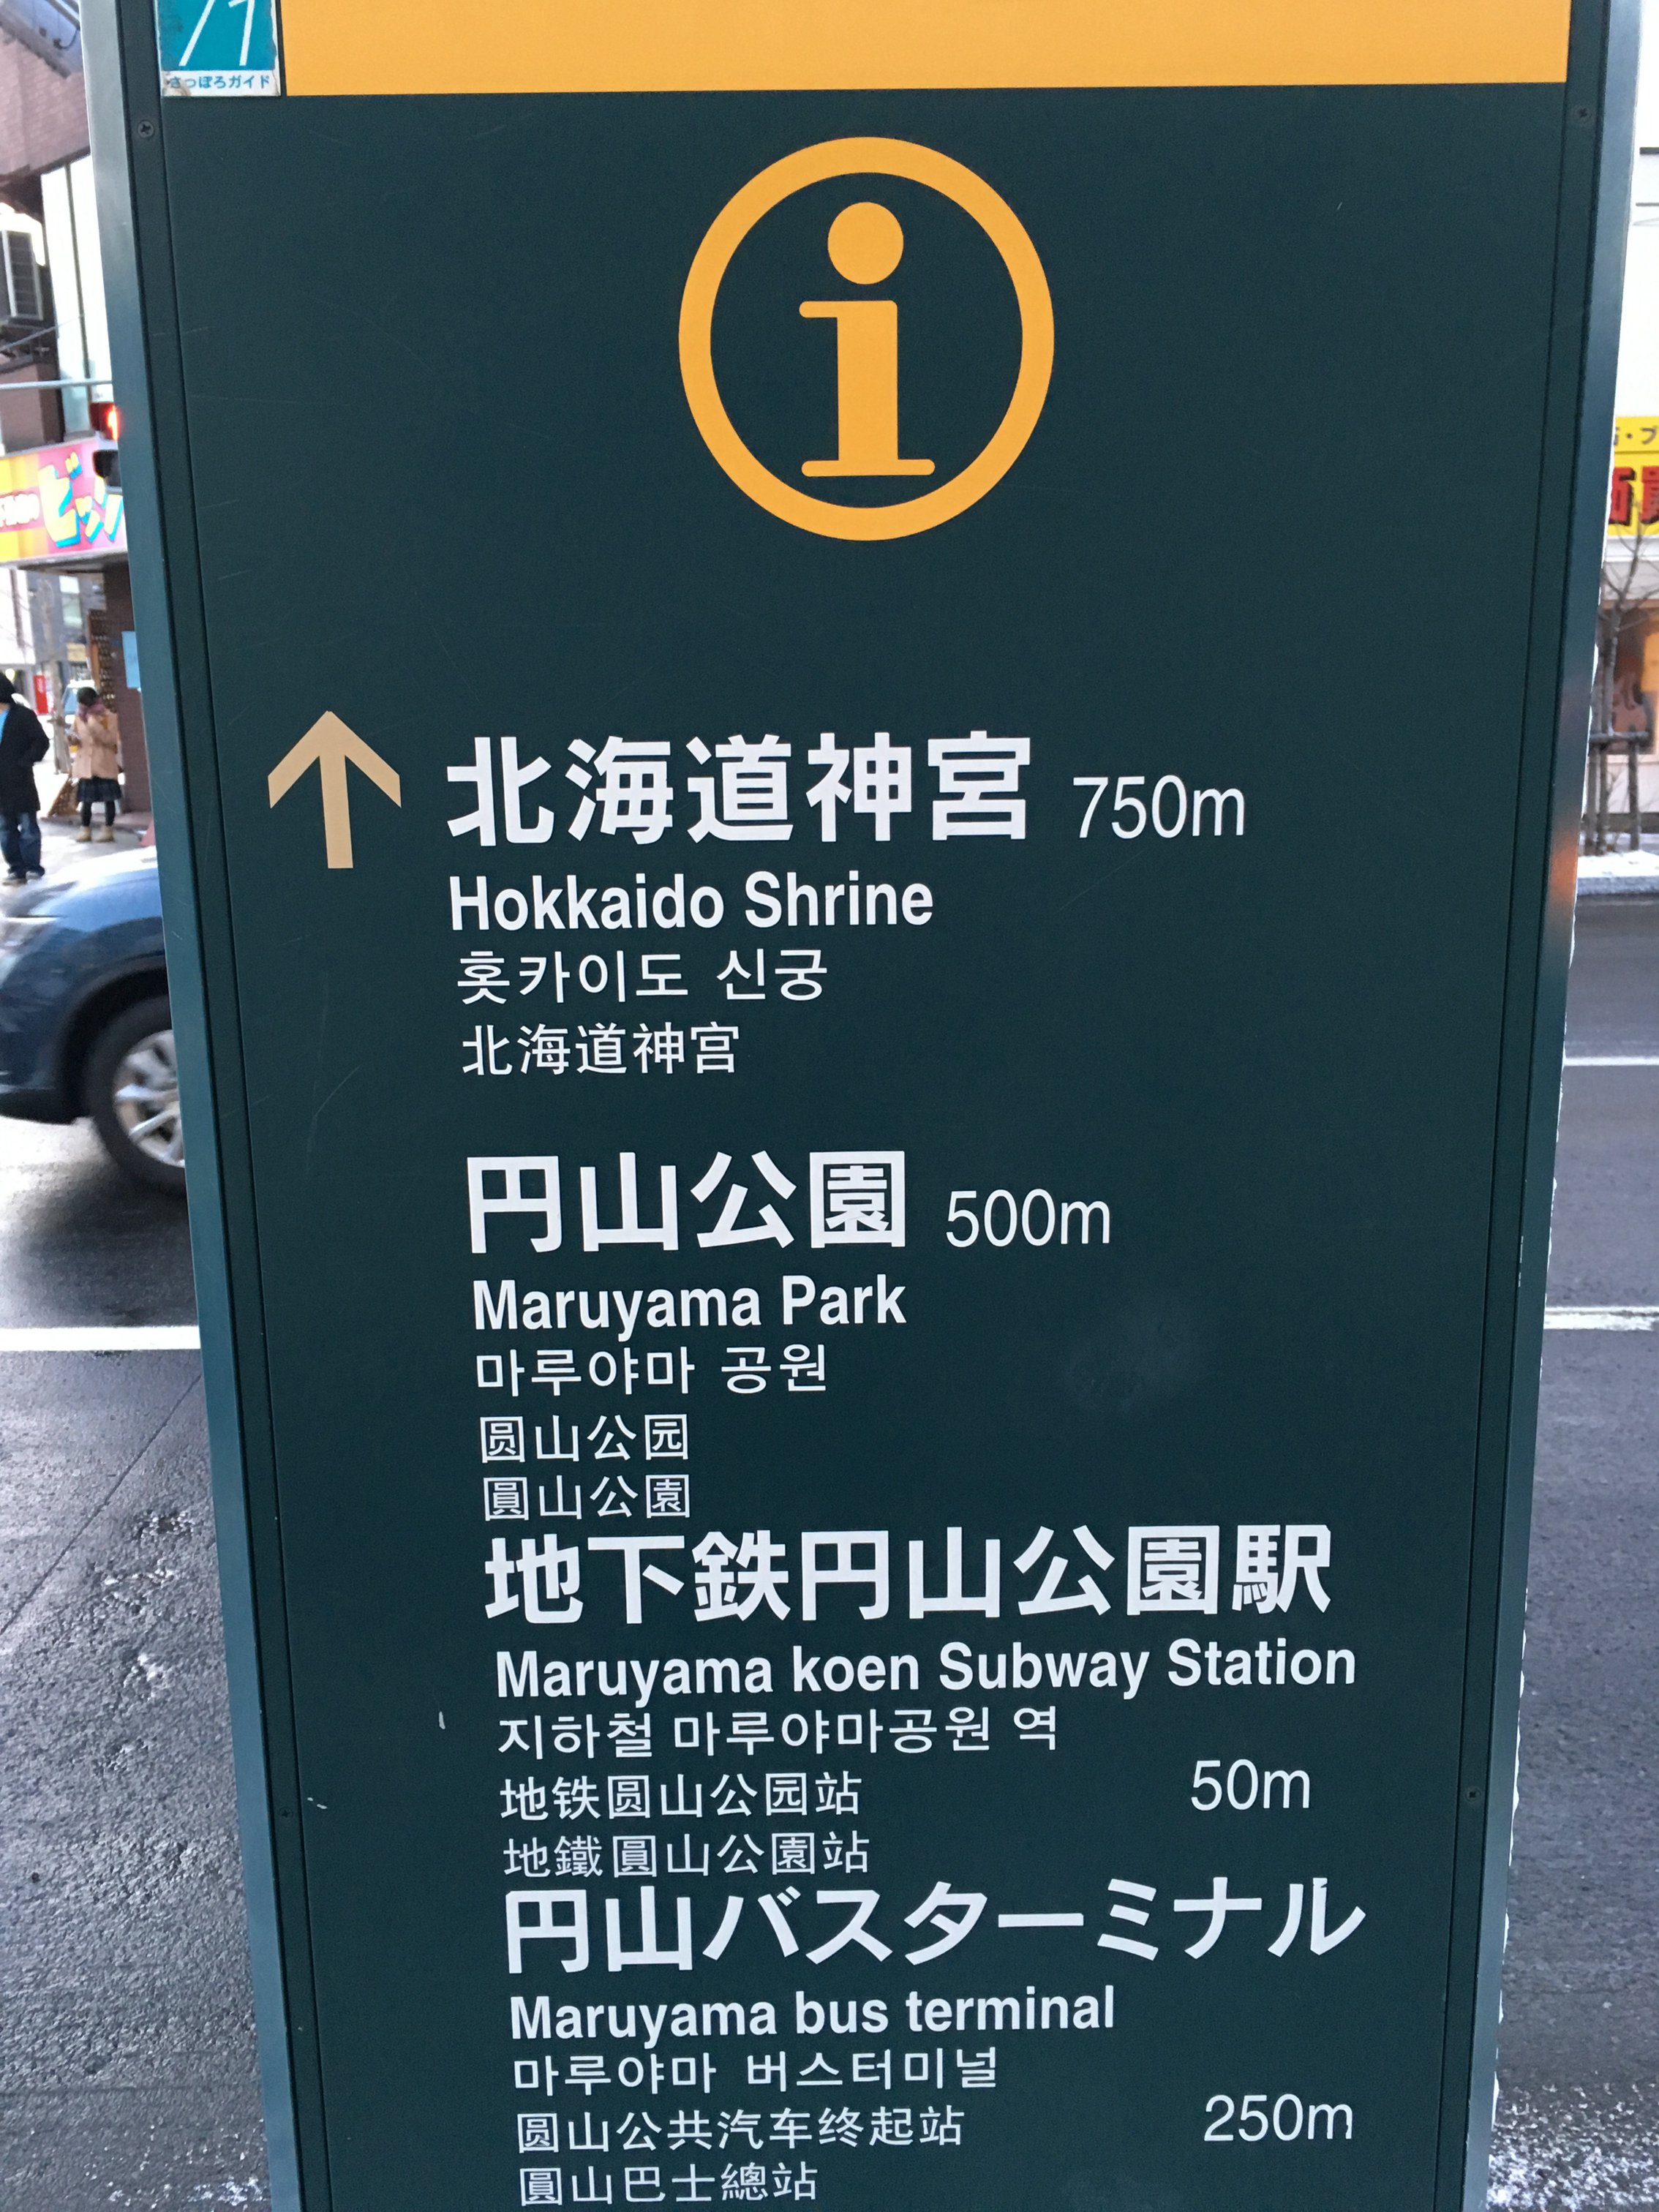 71
さっぽろガイド
ビッ
北海道神宮 750m
Hokkaido Shrine
홋카이도 신궁
北海道神宮
円山公園 500m
Maruyama Park
마루야마 공원
圆山公园
圓山公園
地下鉄円山公園駅
Maruyama koen Subway Station
지하철 마루야마공원 역
地铁圆山公园站 50m
地鐵圓山公園站
円山バスターミナル
Maruyama bus terminal
마루야마 버스터미널
圆山公共汽车终起站 250m
圓山巴士總站